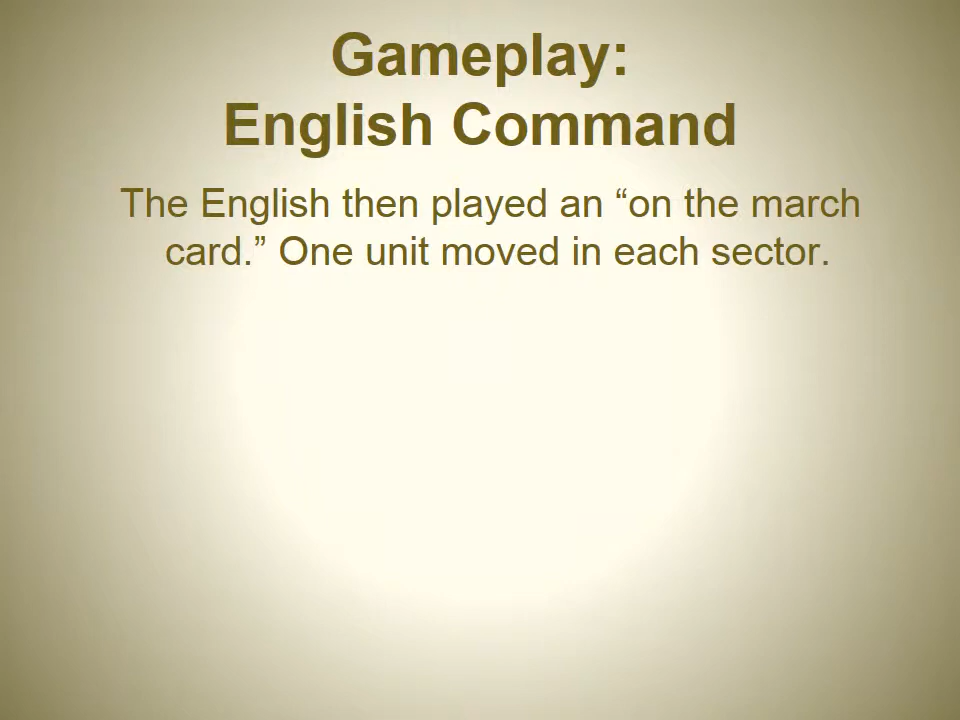 Gameplay:
English Command
The English then played an “on the march
card.” One unit moved in each sector.